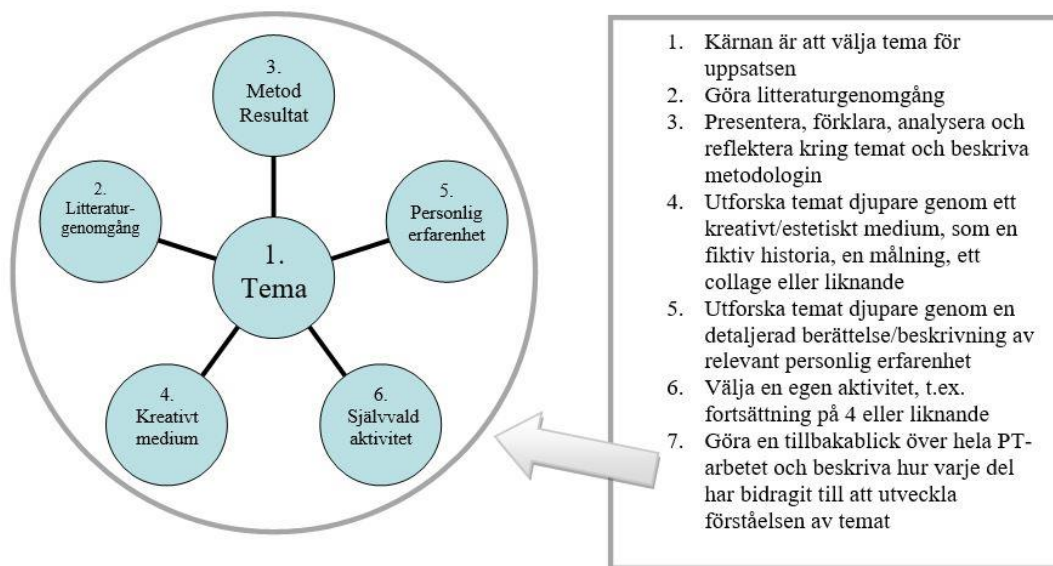 3.
Metod
Resultat
2.
Litteratur-
genomgång
5.
Personlig
erfarenhet
1.
Tema
4.
Kreativt
medium
6.
Självvald
aktivitet
1. Kärnan är att välja tema för
uppsatsen
2. Göra litteraturgenomgång
3. Presentera, förklara, analysera och
reflektera kring temat och beskriva
metodologin
4. Utforska temat djupare genom ett
kreativt/estetiskt medium, som en
fiktiv historia, en målning, ett
collage eller liknande
5. Utforska temat djupare genom en
detaljerad berättelse/beskrivning av
relevant personlig erfarenhet
6. Välja en egen aktivitet, t.ex.
fortsättning på 4 eller liknande
7. Göra en tillbakablick över hela PT-
arbetet och beskriva hur varje del
har bidragit till att utveckla
förståelsen av temat